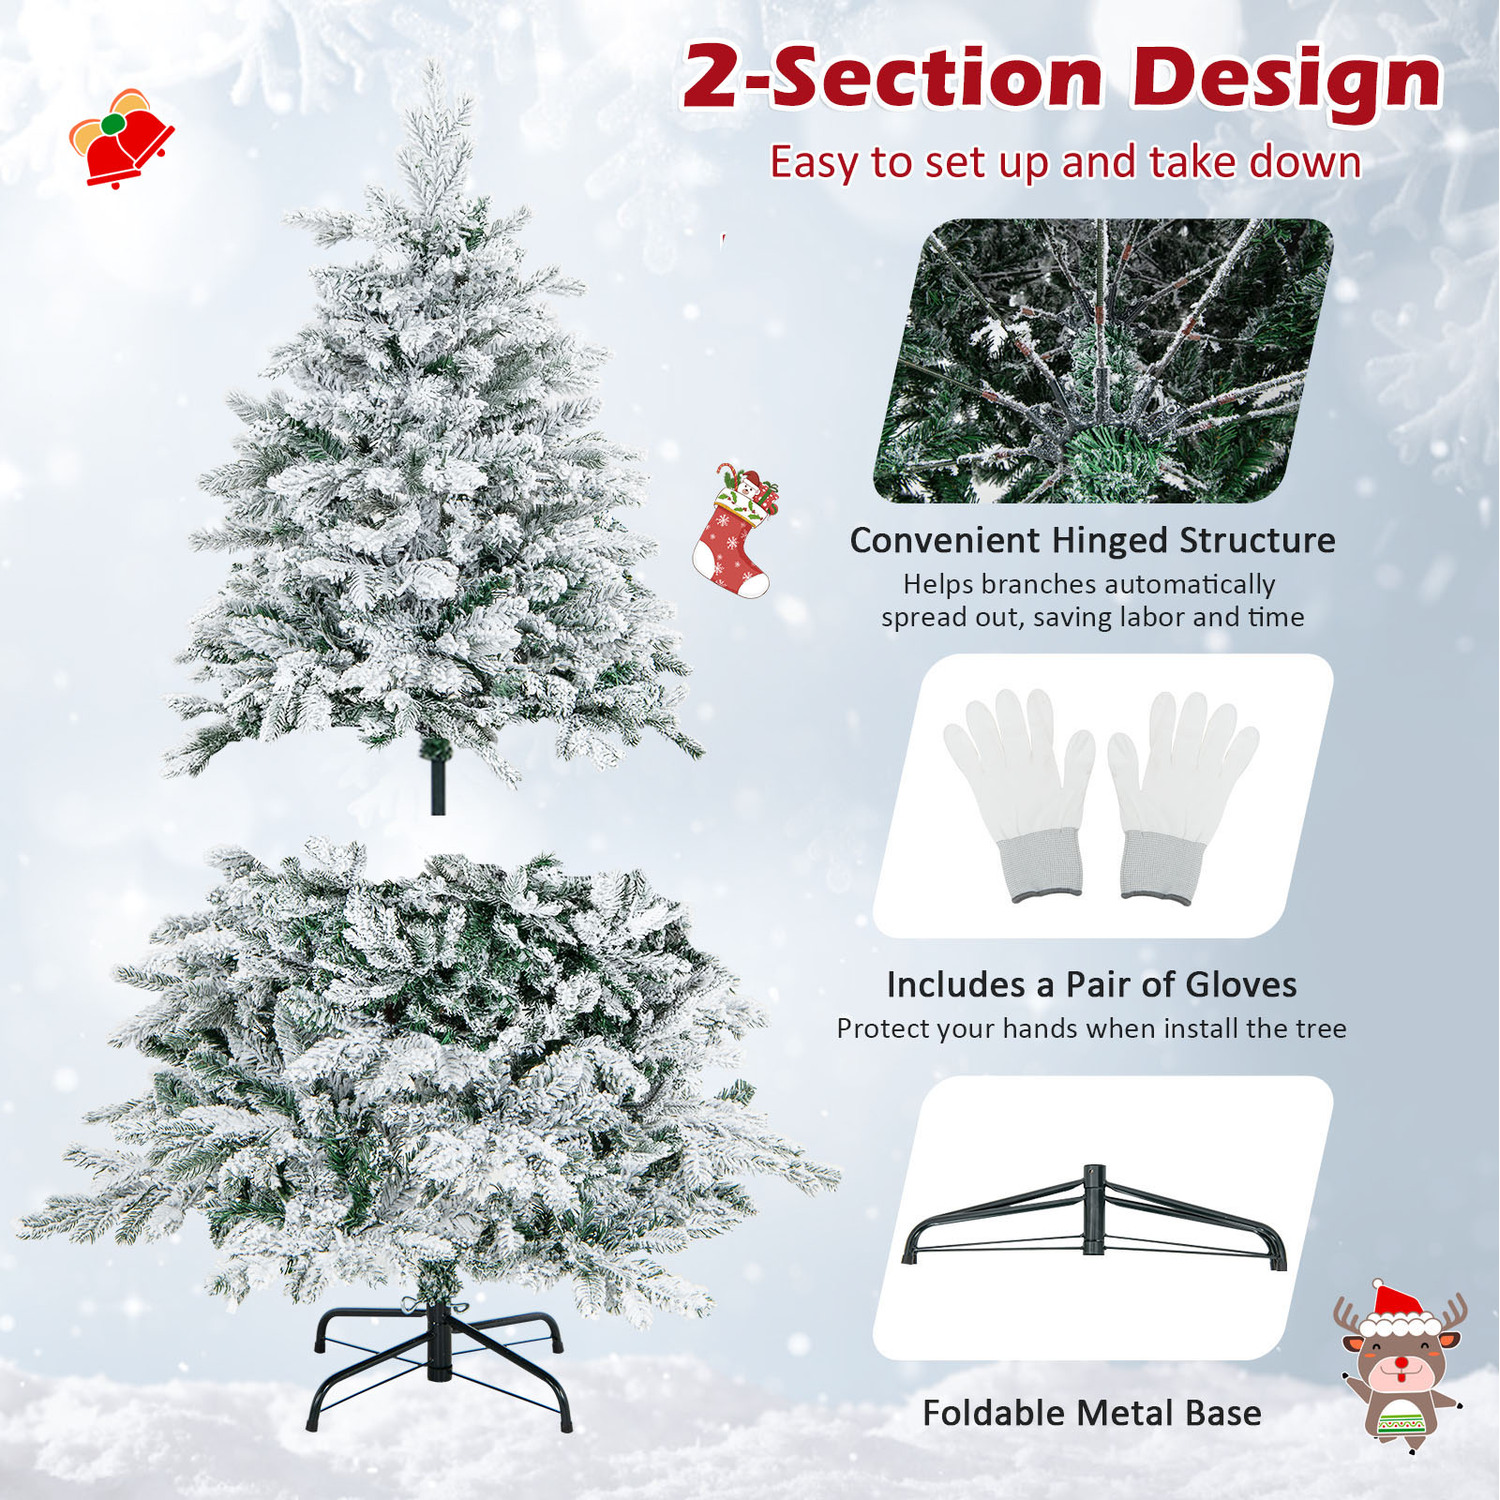 2-Section Design
Easy to set up and take down
Convenient Hinged Structure
Helps branches automatically
spread out, saving labor and time
Includes a Pair of Gloves
Protect your hands when install the tree
Foldable Metal Base